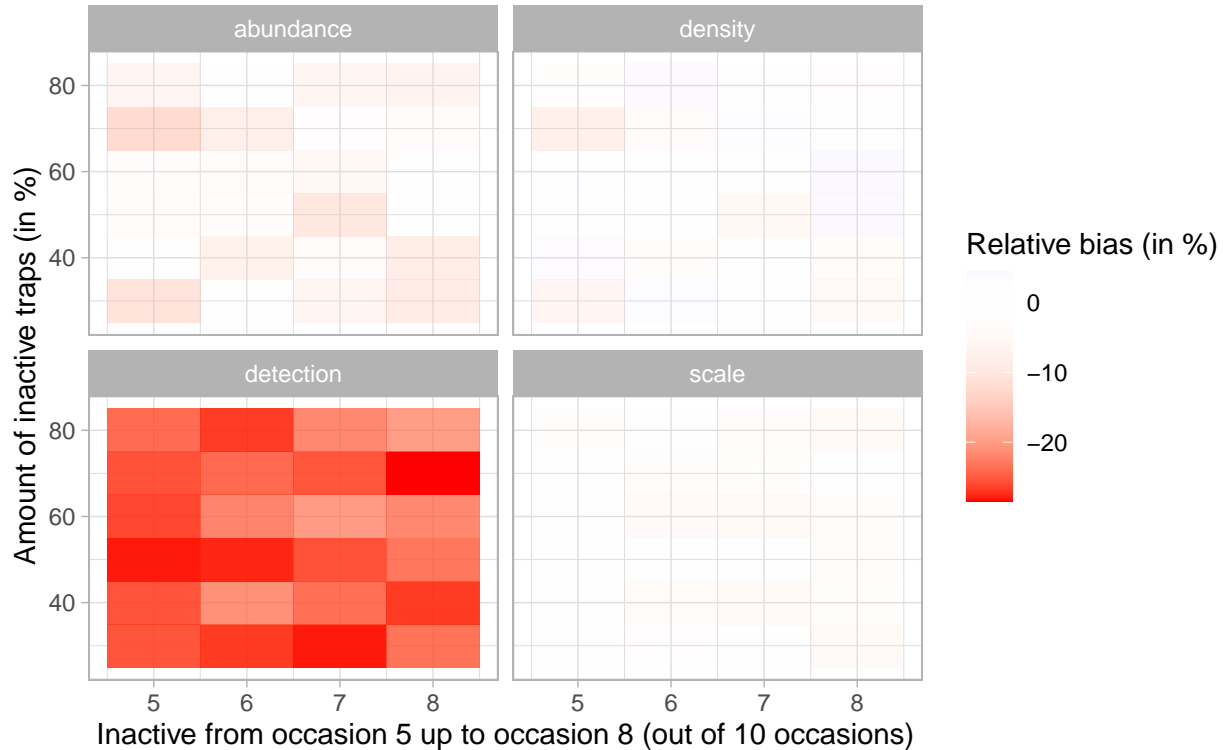 abundance
density
80
60
40
Amount of inactive traps (in %)
Relative bias (in %)
0
−10
−20
detection
scale
80
60
40
5
6
7
8
5
6
7
8
Inactive from occasion 5 up to occasion 8 (out of 10 occasions)